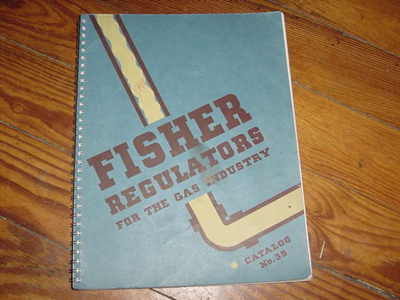 FISHER
REGULATORS
FOR THE GAS INDUSTRY
CATALOG
No. 35